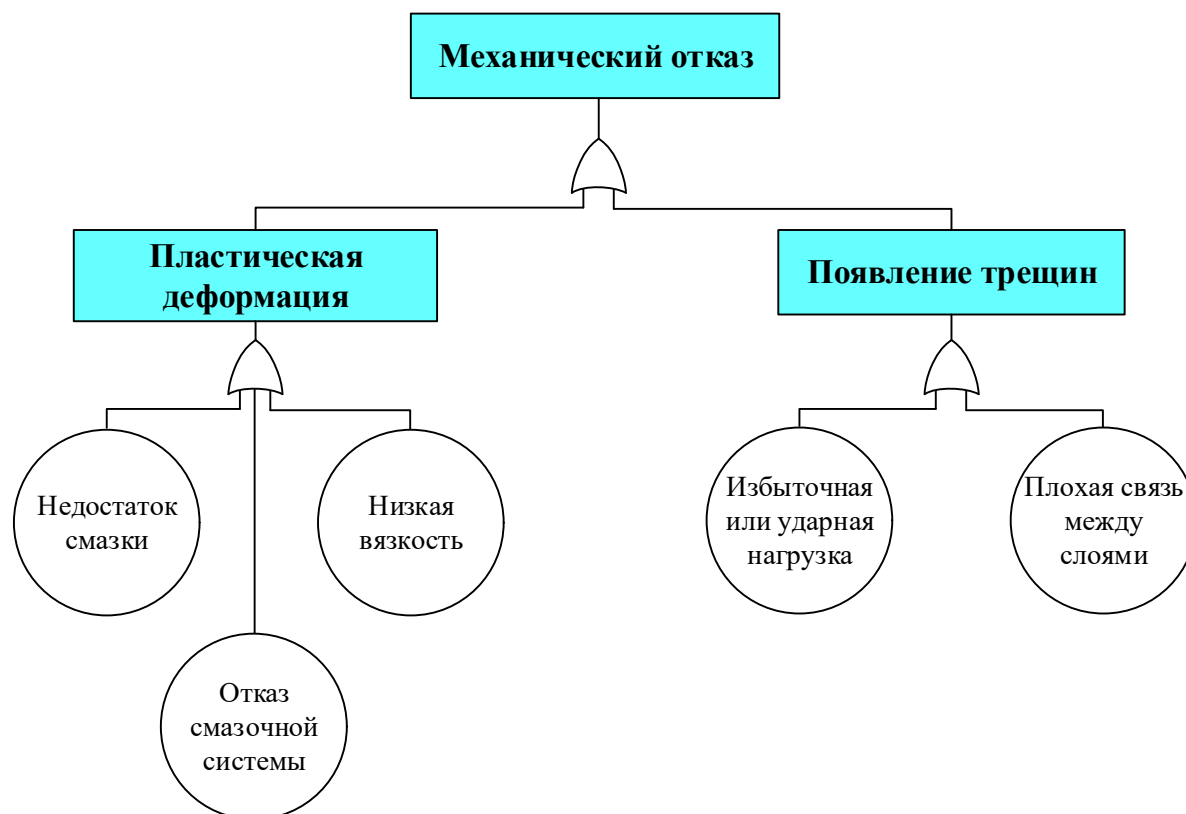 Механический отказ
Пластическая
деформация
Появление трещин
Недостаток
смазки
Низкая
вязкость
Избыточная
или ударная
нагрузка
Плохая связь
между
слоями
Отказ
смазочной
системы